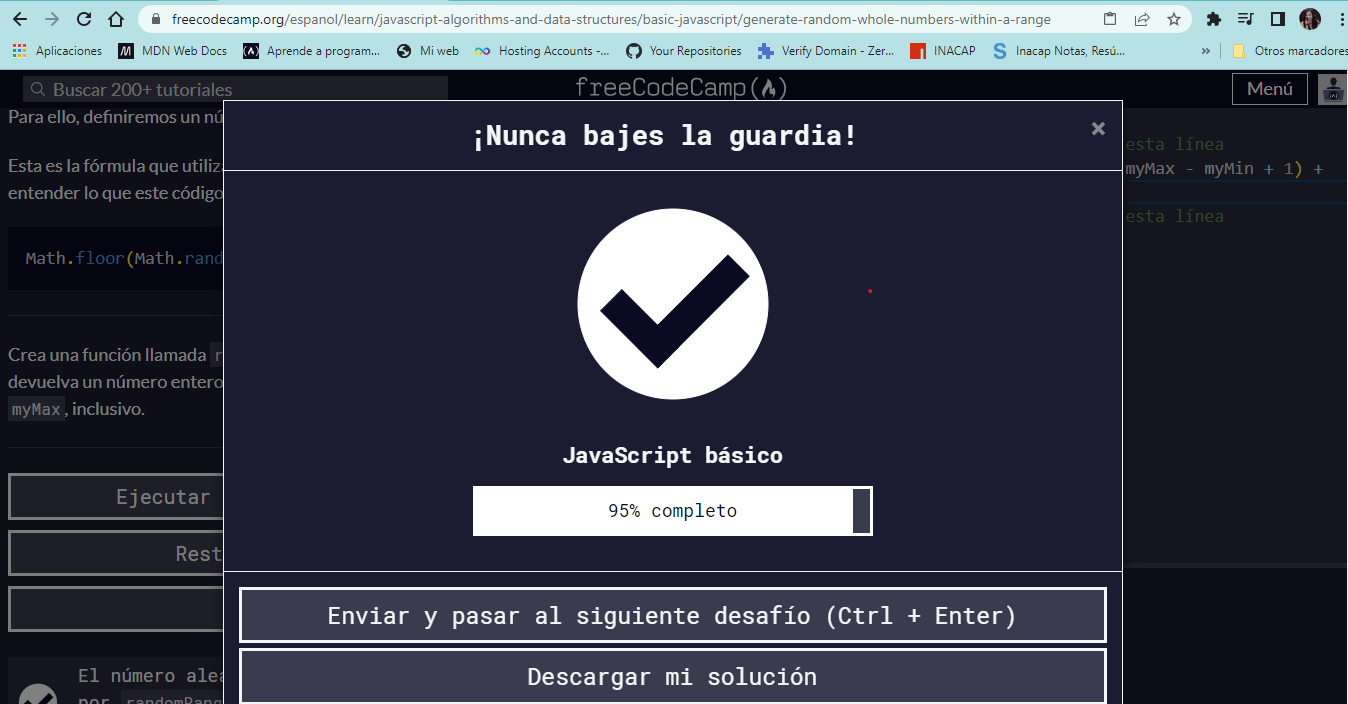 freecodecamp.org/espanol/learn/javascript-algorithms-and-data-structures/basic-javascript/generate-random-whole-numbers-within-a-range
Aplicaciones MDN Web Docs Aprende a program... Mi web Hosting Accounts -... Your Repositories Verify Domain - Zer... INACAP Inacap Notas, Resú... » Otros marcadores
Buscar 200+ tutoriales freeCodeCamp Menú
Para ello, definiremos un nú
¡Nunca bajes la guardia! ×
esta línea
Esta es la fórmula que utiliza
myMax - myMin + 1) +
entender lo que este código
esta línea
Math.floor(Math.rand
Crea una función llamada r
devuelva un número entero
myMax, inclusivo.
JavaScript básico
Ejecutar
95% completo
Rest
Enviar y pasar al siguiente desafío (Ctrl + Enter)
El número alea
Descargar mi solución
por randomRang